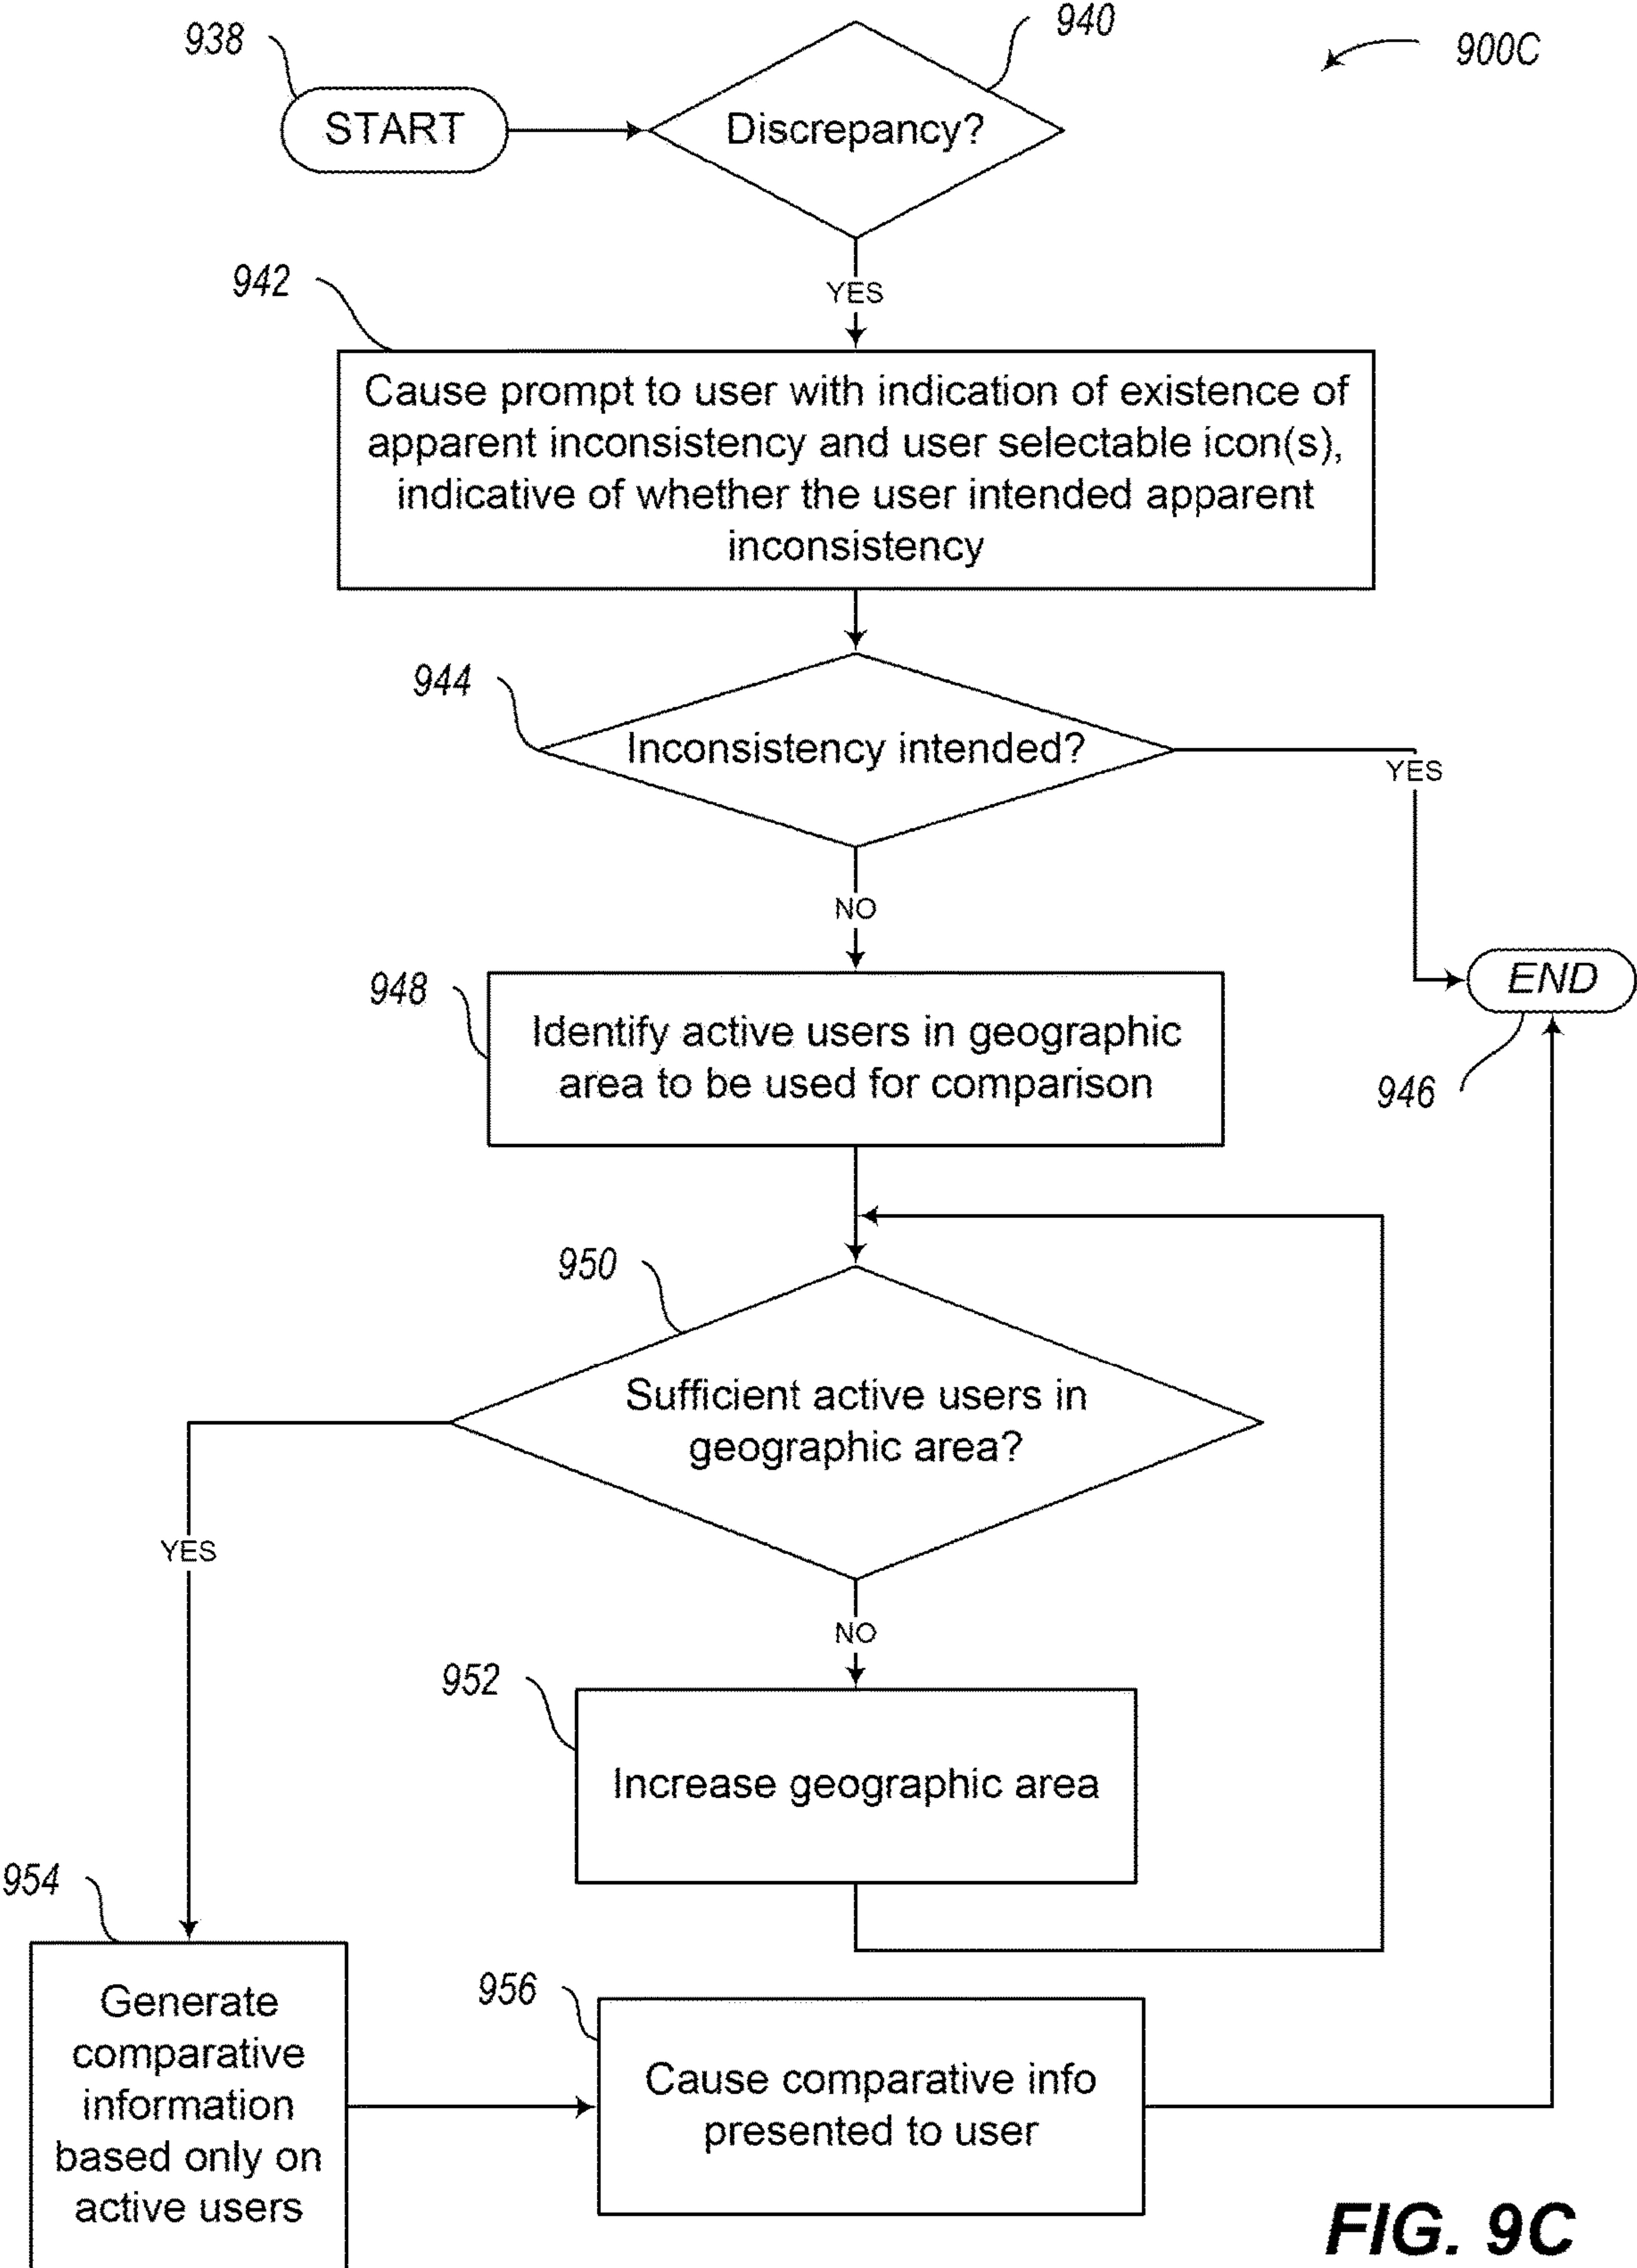 938
940
900C
START
Discrepancy?
YES
942
Cause prompt to user with indication of existence of
apparent inconsistency and user selectable icon(s),
indicative of whether the user intended apparent
inconsistency
944
Inconsistency intended?
YES
NO
948
END
Identify active users in geographic
area to be used for comparison
946
950
Sufficient active users in
geographic area?
YES
NO
952
Increase geographic area
954
956
Generate
comparative
information
based only on
active users
Cause comparative info
presented to user
FIG. 9C